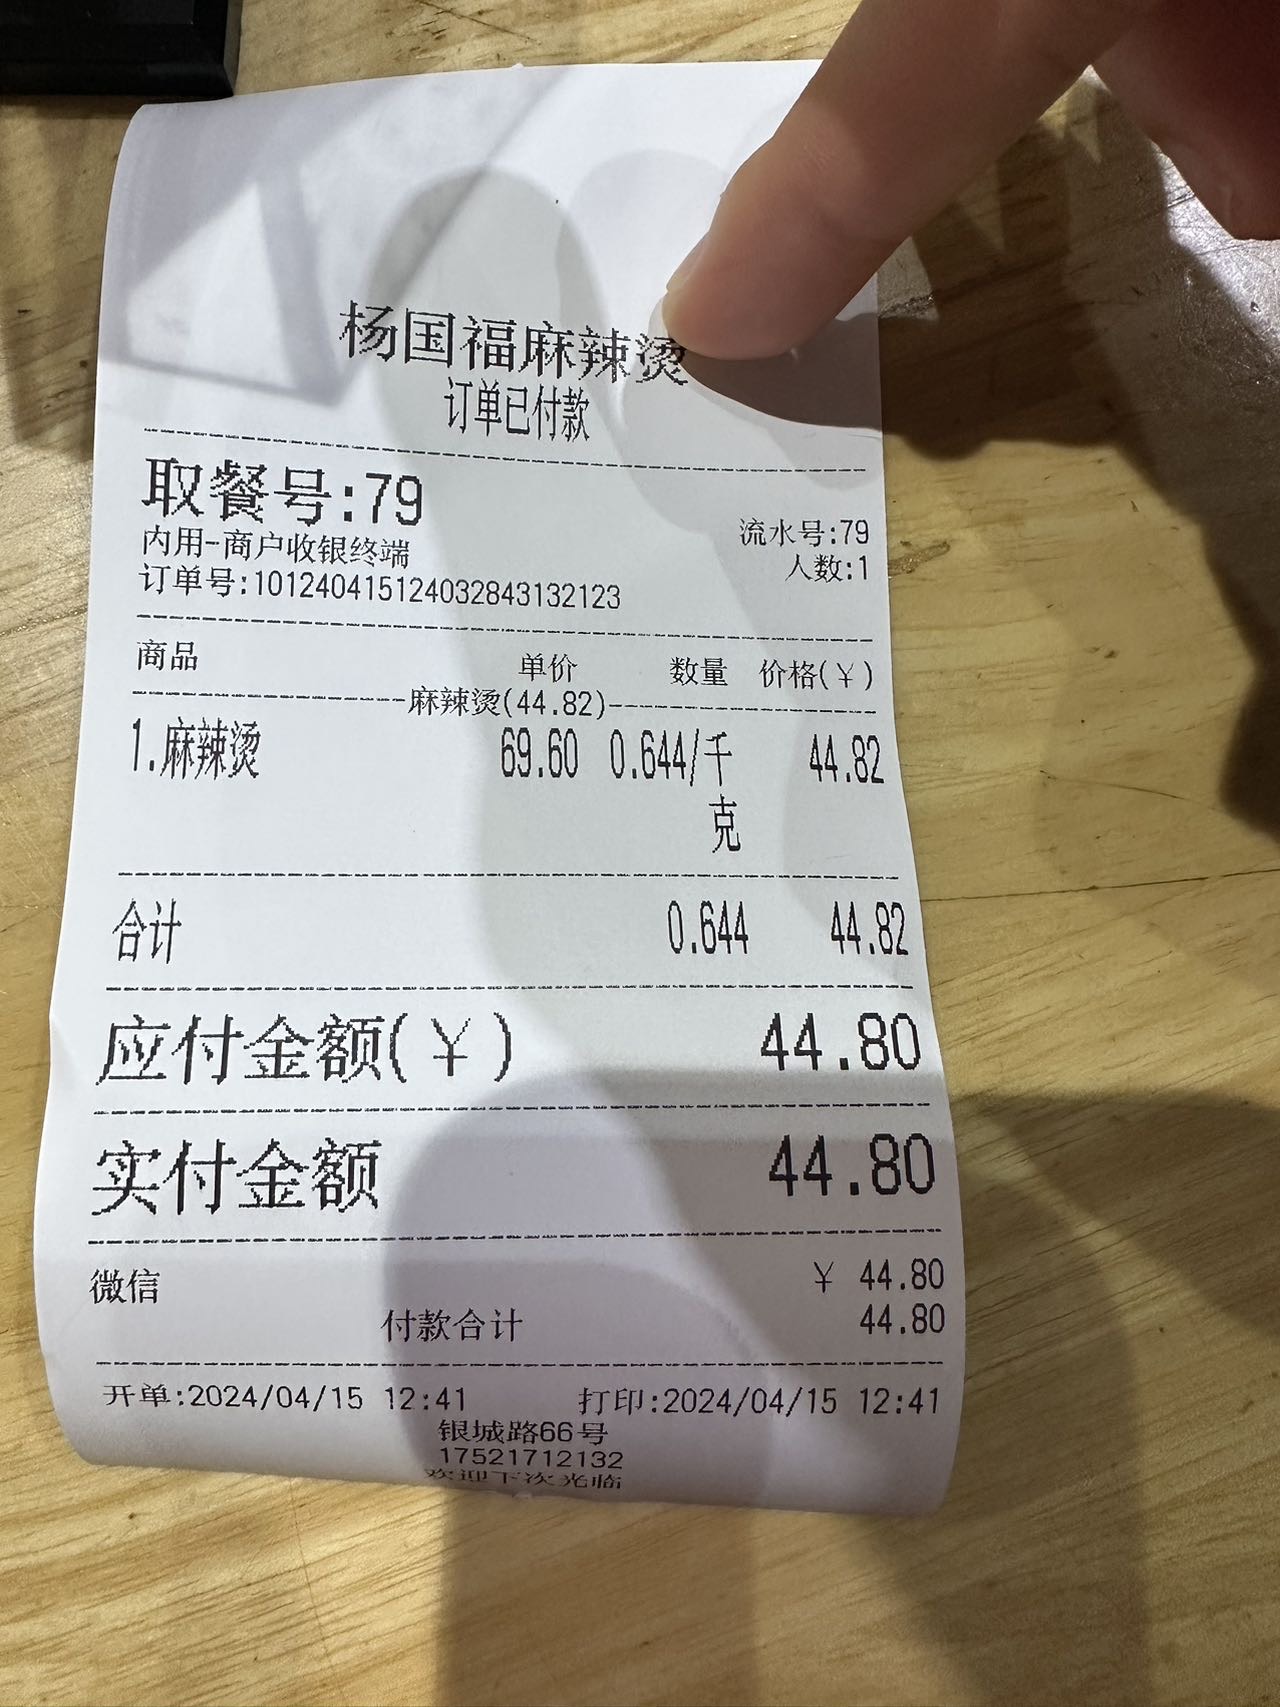 杨国福麻辣烫
订单已付款
取餐号:79
流水号:79
内用-商户收银终端
人数:1
订单号:101240415124032843132123
商品 单价 数量 价格(¥)
麻辣烫(44.82)
1.麻辣烫 69.60 0.644/千克 44.82
合计 0.644 44.82
应付金额(¥) 44.80
实付金额 44.80
微信 ¥ 44.80
付款合计 44.80
开单:2024/04/15 12:41 打印:2024/04/15 12:41
银城路66号
17521712132
欢迎下次光临